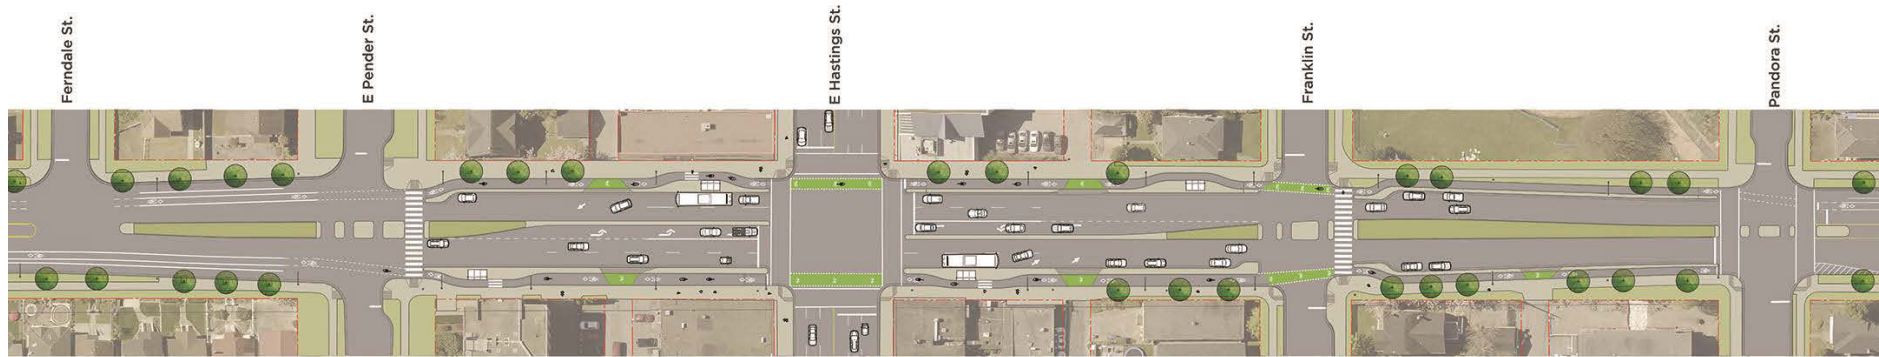 Ferndale St.
E Pender St.
E Hastings St.
Franklin St.
Pandora St.